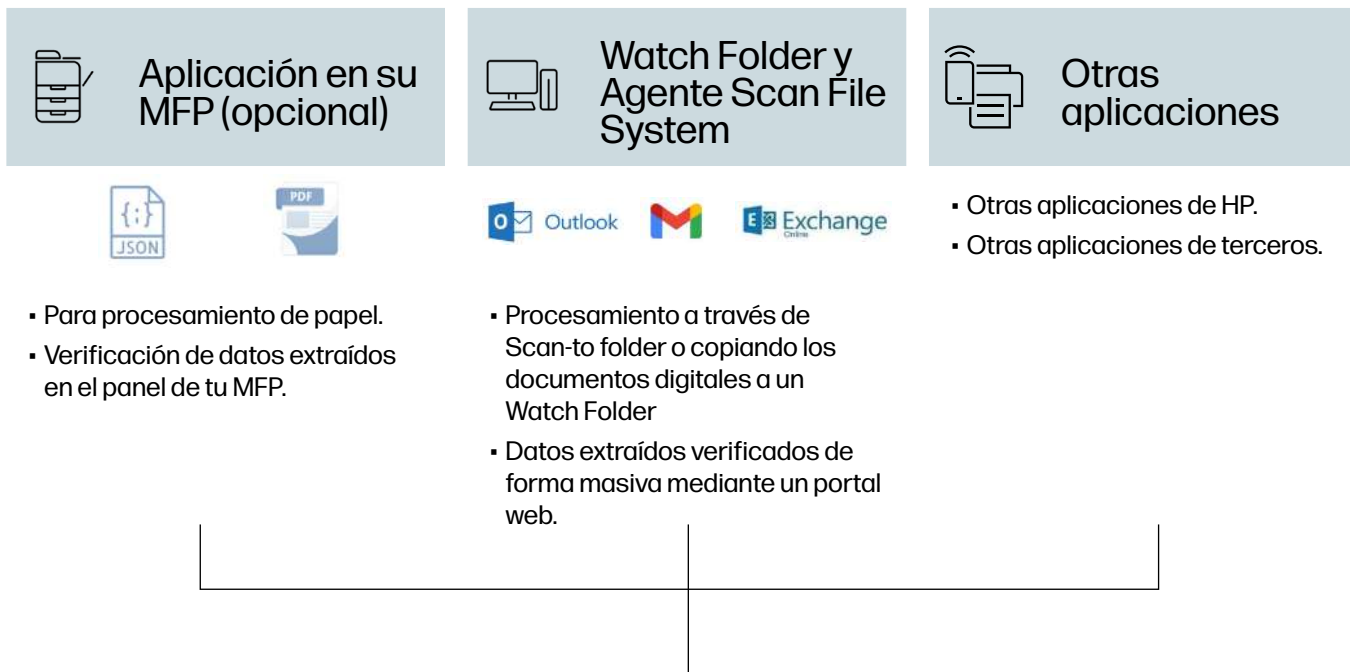 Aplicación en su
MFP (opcional)
{;}
JSON
PDF
▪ Para procesamiento de papel.
▪ Verificación de datos extraídos
en el panel de tu MFP.
Watch Folder y
Agente Scan File
System
Outlook
Exchange
Online
▪ Procesamiento a través de
Scan-to folder o copiando los
documentos digitales a un
Watch Folder
▪ Datos extraídos verificados de
forma masiva mediante un portal
web.
Otras
aplicaciones
▪ Otras aplicaciones de HP.
▪ Otras aplicaciones de terceros.